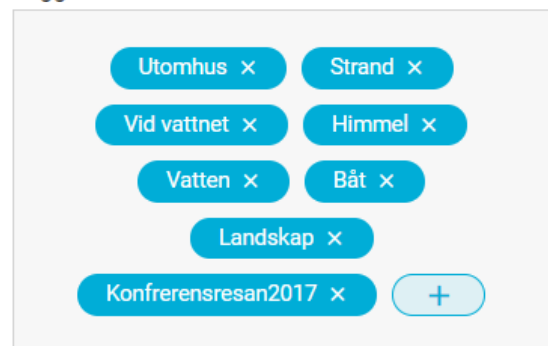 Utomhus × Strand ×
Vid vattnet × Himmel ×
Vatten × Båt ×
Landskap ×
Konfrerensresan2017 × +